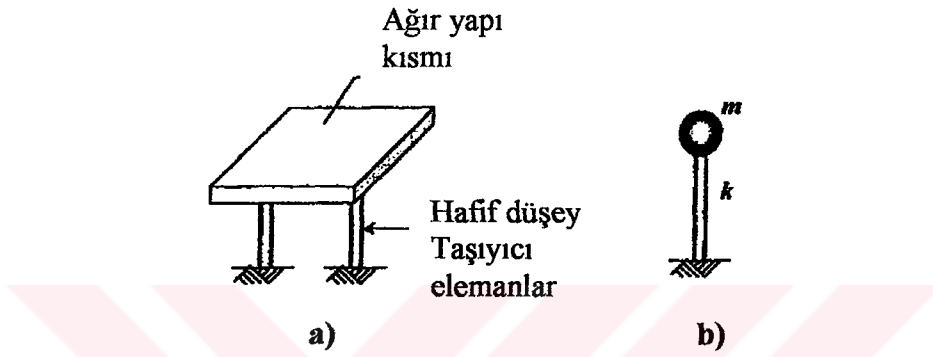 Ağır yapı
kısmı
m
k
Hafif düşey
Taşıyıcı
elemanlar
a)
b)